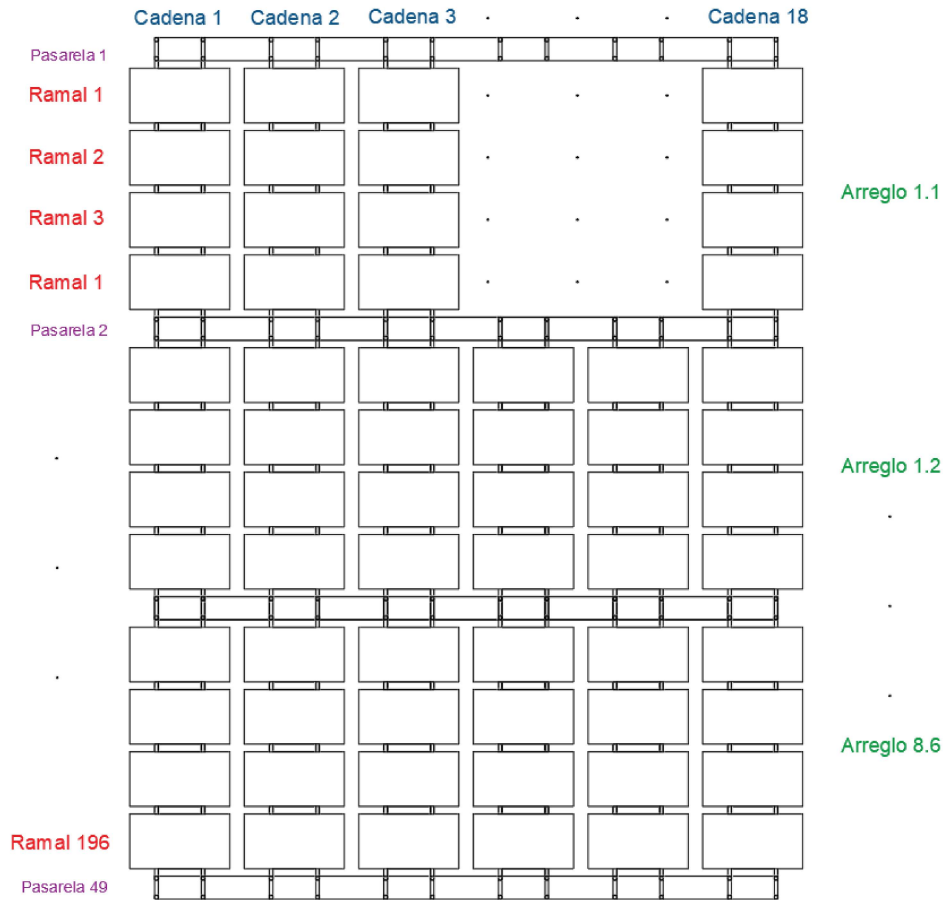 Cadena 1 Cadena 2 Cadena 3 Cadena 18
Pasarela 1
Ramal 1
Ramal 2
Arreglo 1.1
Ramal 3
Ramal 1
Pasarela 2
Arreglo 1.2
Arreglo 8.6
Ramal 196
Pasarela 49